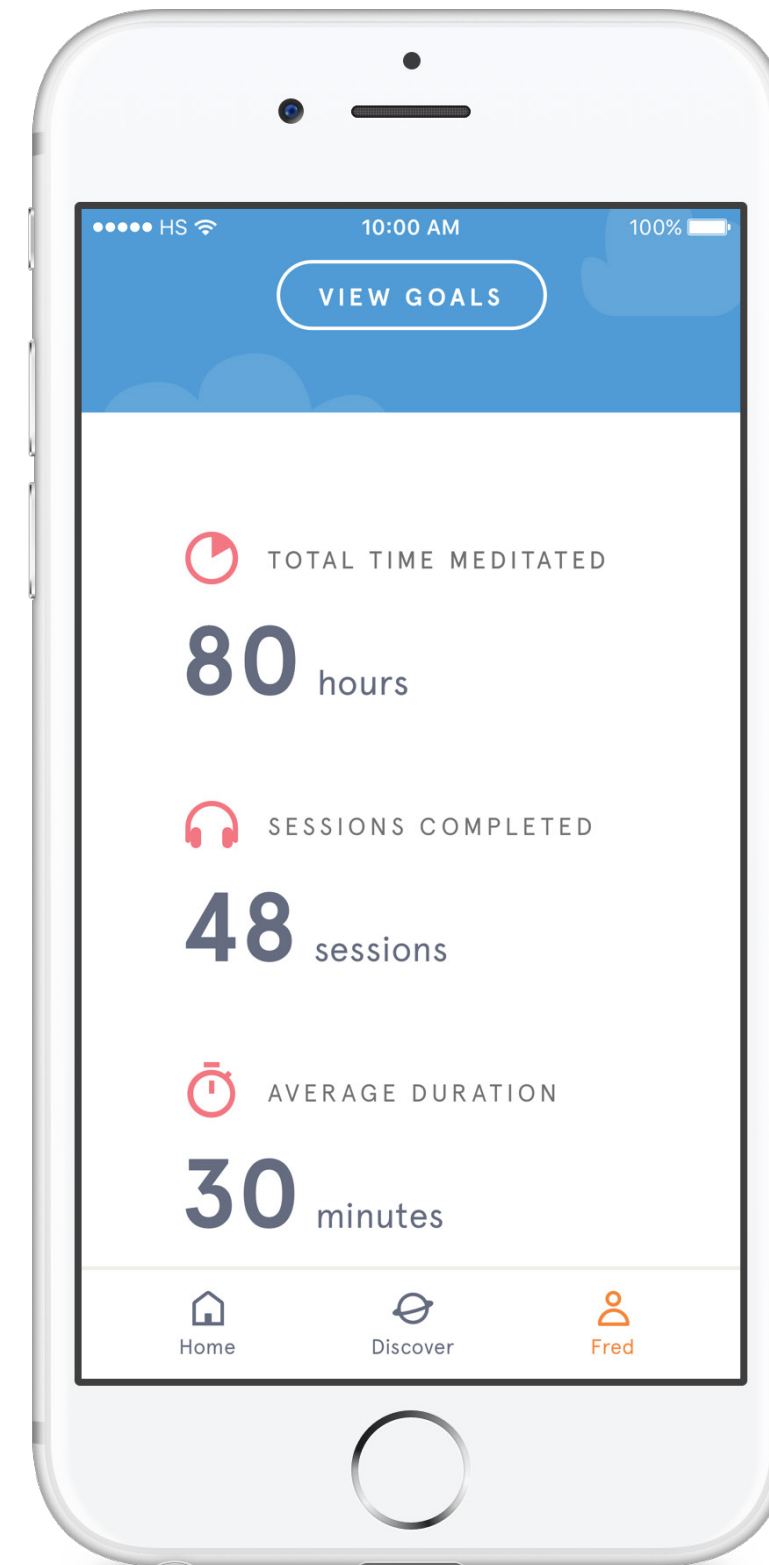 HS 10:00 AM 100%
VIEW GOALS
TOTAL TIME MEDITATED
80 hours
SESSIONS COMPLETED
48 sessions
AVERAGE DURATION
30 minutes
Home Discover Fred